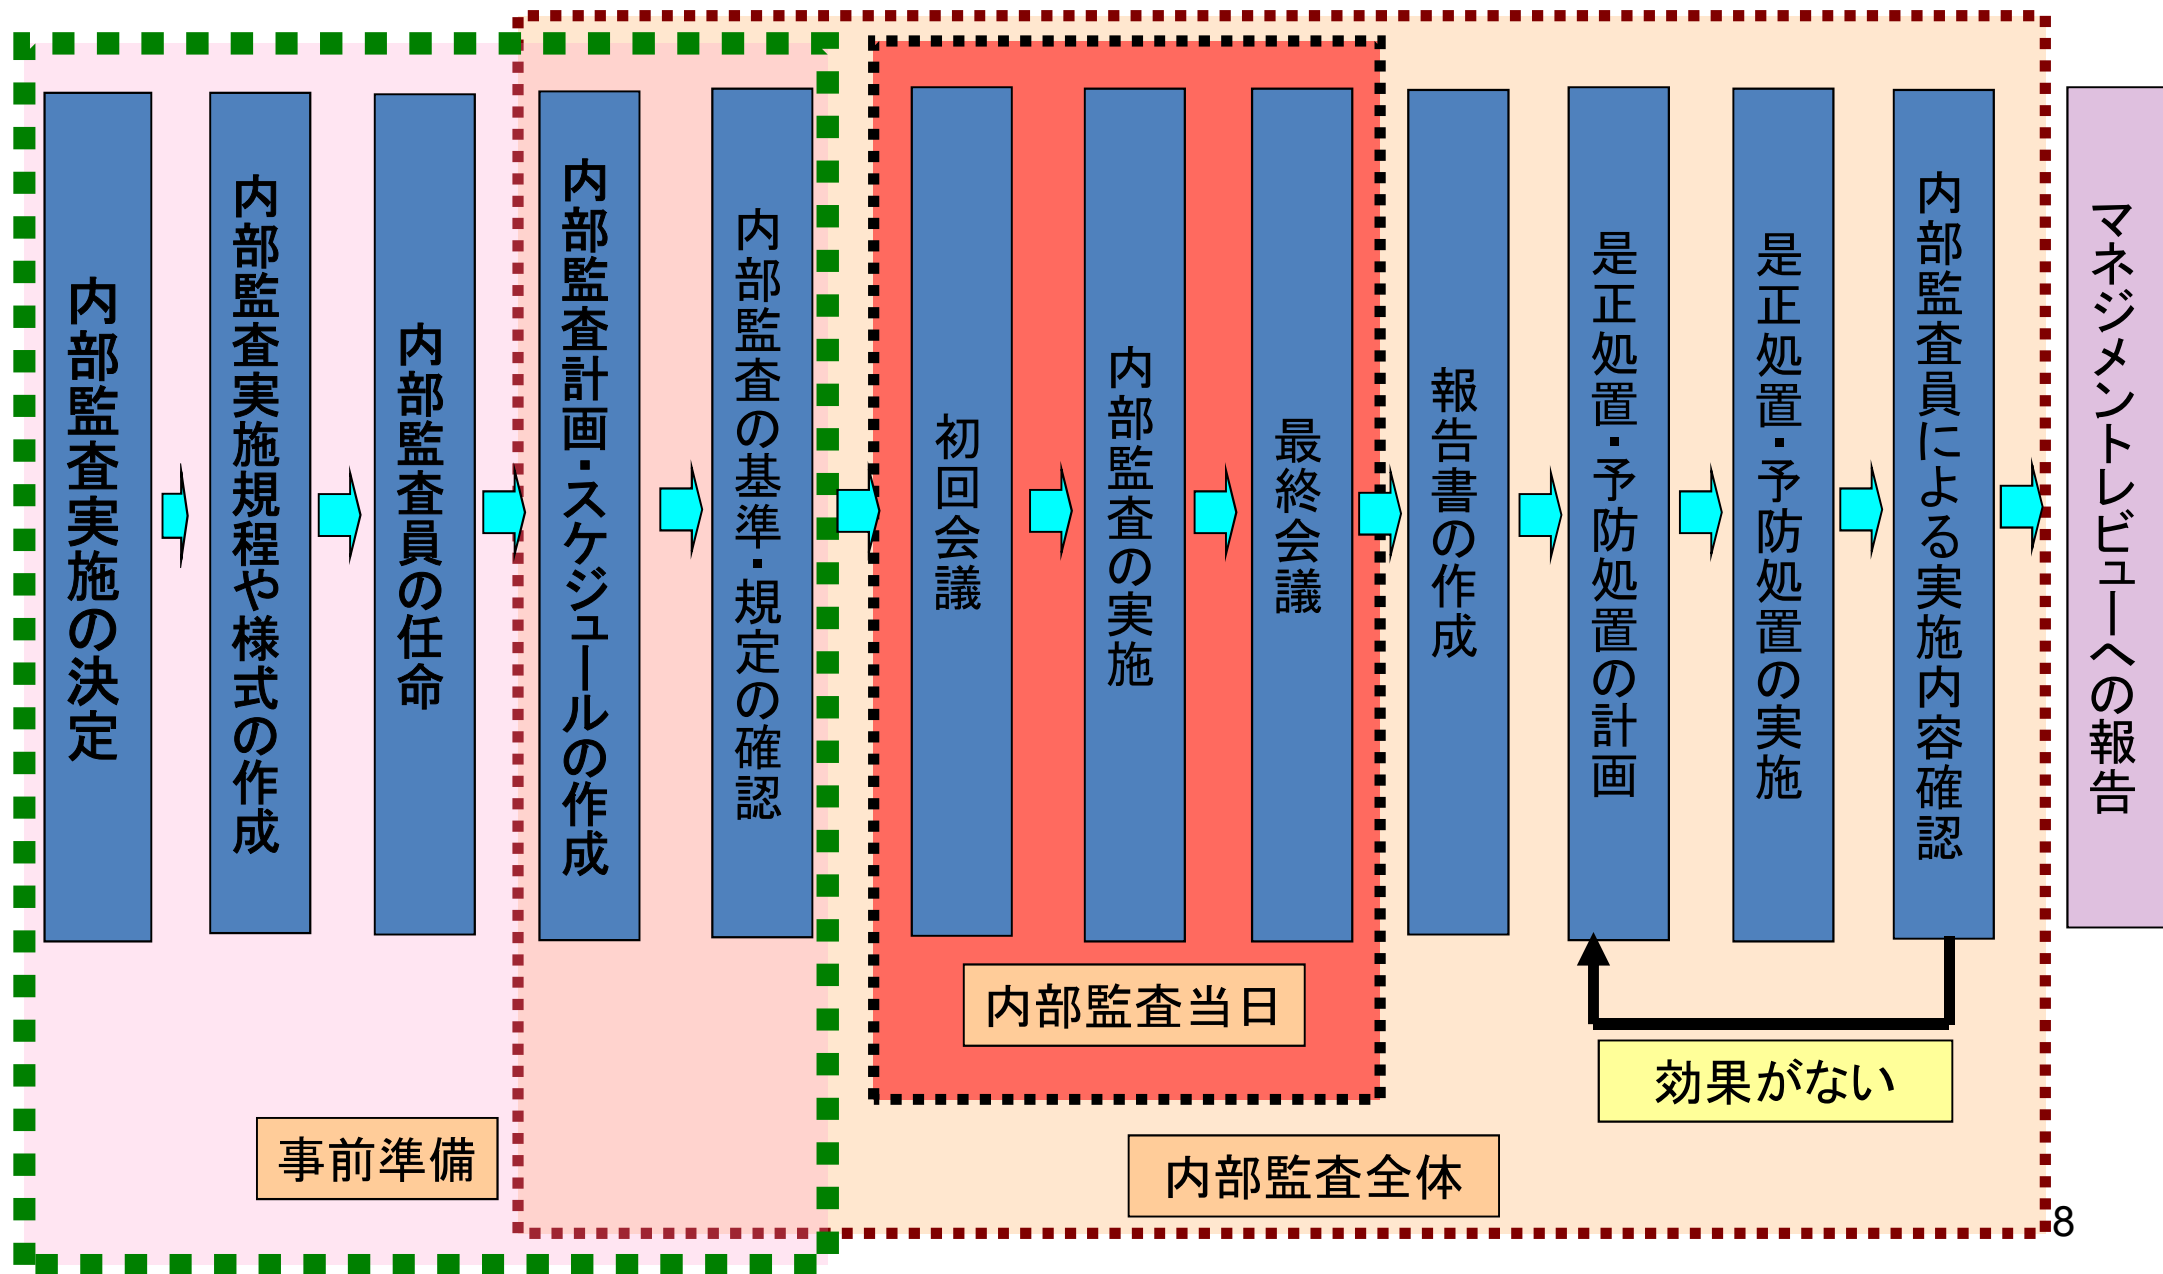 内部監査実施の決定
内部監査実施規程や様式の作成
内部監査員の任命
内部監査計画・スケジュールの作成
内部監査の基準・規定の確認
初回会議
内部監査の実施
最終会議
報告書の作成
是正処置・予防処置の計画
是正処置・予防処置の実施
内部監査員による実施内容確認
マネジメントレビューへの報告
内部監査当日
効果がない
事前準備
内部監査全体
8